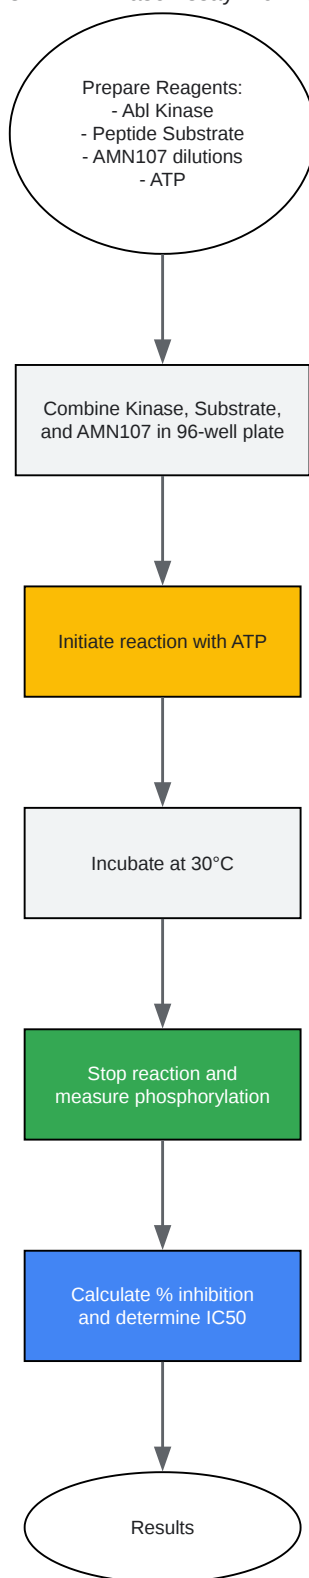 Prepare Reagents:
- Abl Kinase
- Peptide Substrate
- AMN107 dilutions
- ATP
Combine Kinase, Substrate,
and AMN107 in 96-well plate
Initiate reaction with ATP
Incubate at 30°C
Stop reaction and
measure phosphorylation
Calculate % inhibition
and determine IC50
Results